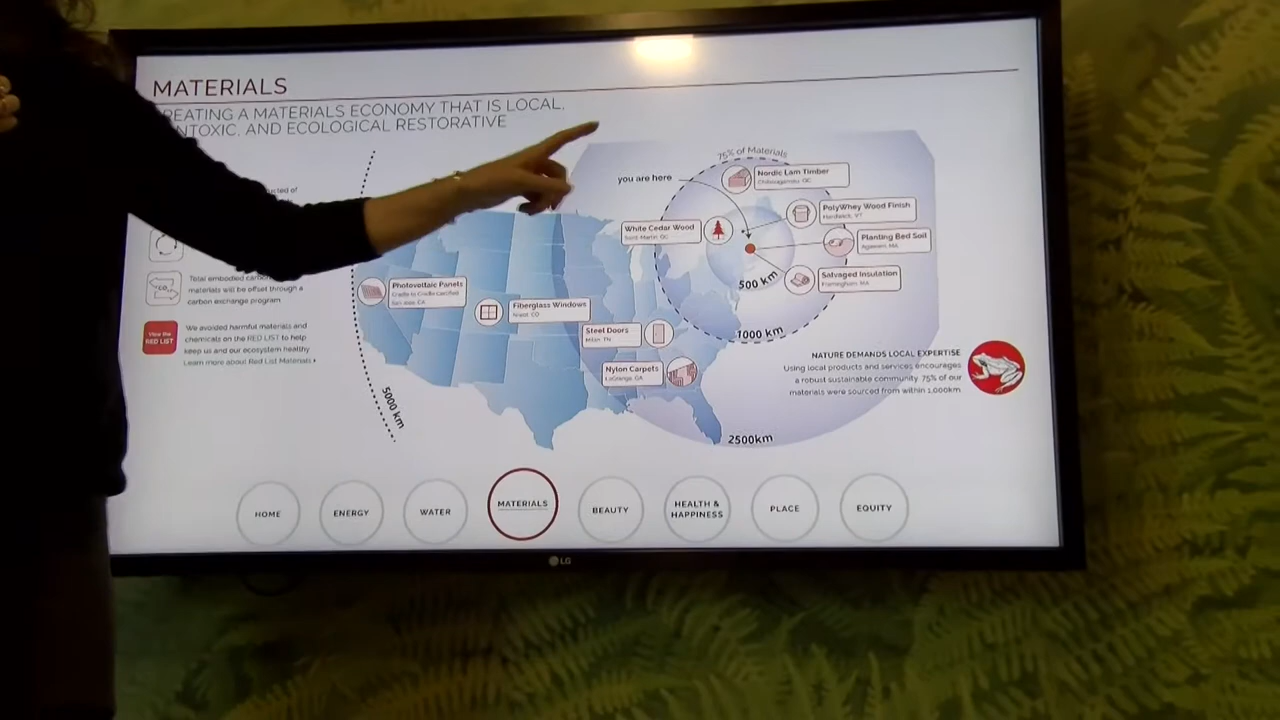 MATERIALS
REATING A MATERIALS ECONOMY THAT IS LOCAL,
NTOXIC, AND ECOLOGICAL RESTORATIVE
75% of Materials
you are here
Nordic Lam Timber
Chibougamau, QC
PolyWhey Wood Finish
Hardwick, VT
White Cedar Wood
Saint-Martin, QC
Planting Bed Soil
Agawam, MA
Salvaged Insulation
Framingham, MA
500 km
1000 km
Photovoltaic Panels
Cradle to Cradle Certified
San Jose, CA
Fiberglass Windows
CO
Steel Doors
Milan, TN
Nylon Carpets
LaGrange, GA
5000 km
2500km
Total embodied carbon
materials will be offset through a
carbon exchange program
View the
RED LIST
We avoided harmful materials and
chemicals on the RED LIST to help
keep us and our ecosystem healthy
Learn more about Red List Materials
NATURE DEMANDS LOCAL EXPERTISE
Using local products and services encourages
a robust sustainable community. 75% of our
materials were sourced from within 1,000km.
HOME
ENERGY
WATER
MATERIALS
BEAUTY
HEALTH &
HAPPINESS
PLACE
EQUITY
LG